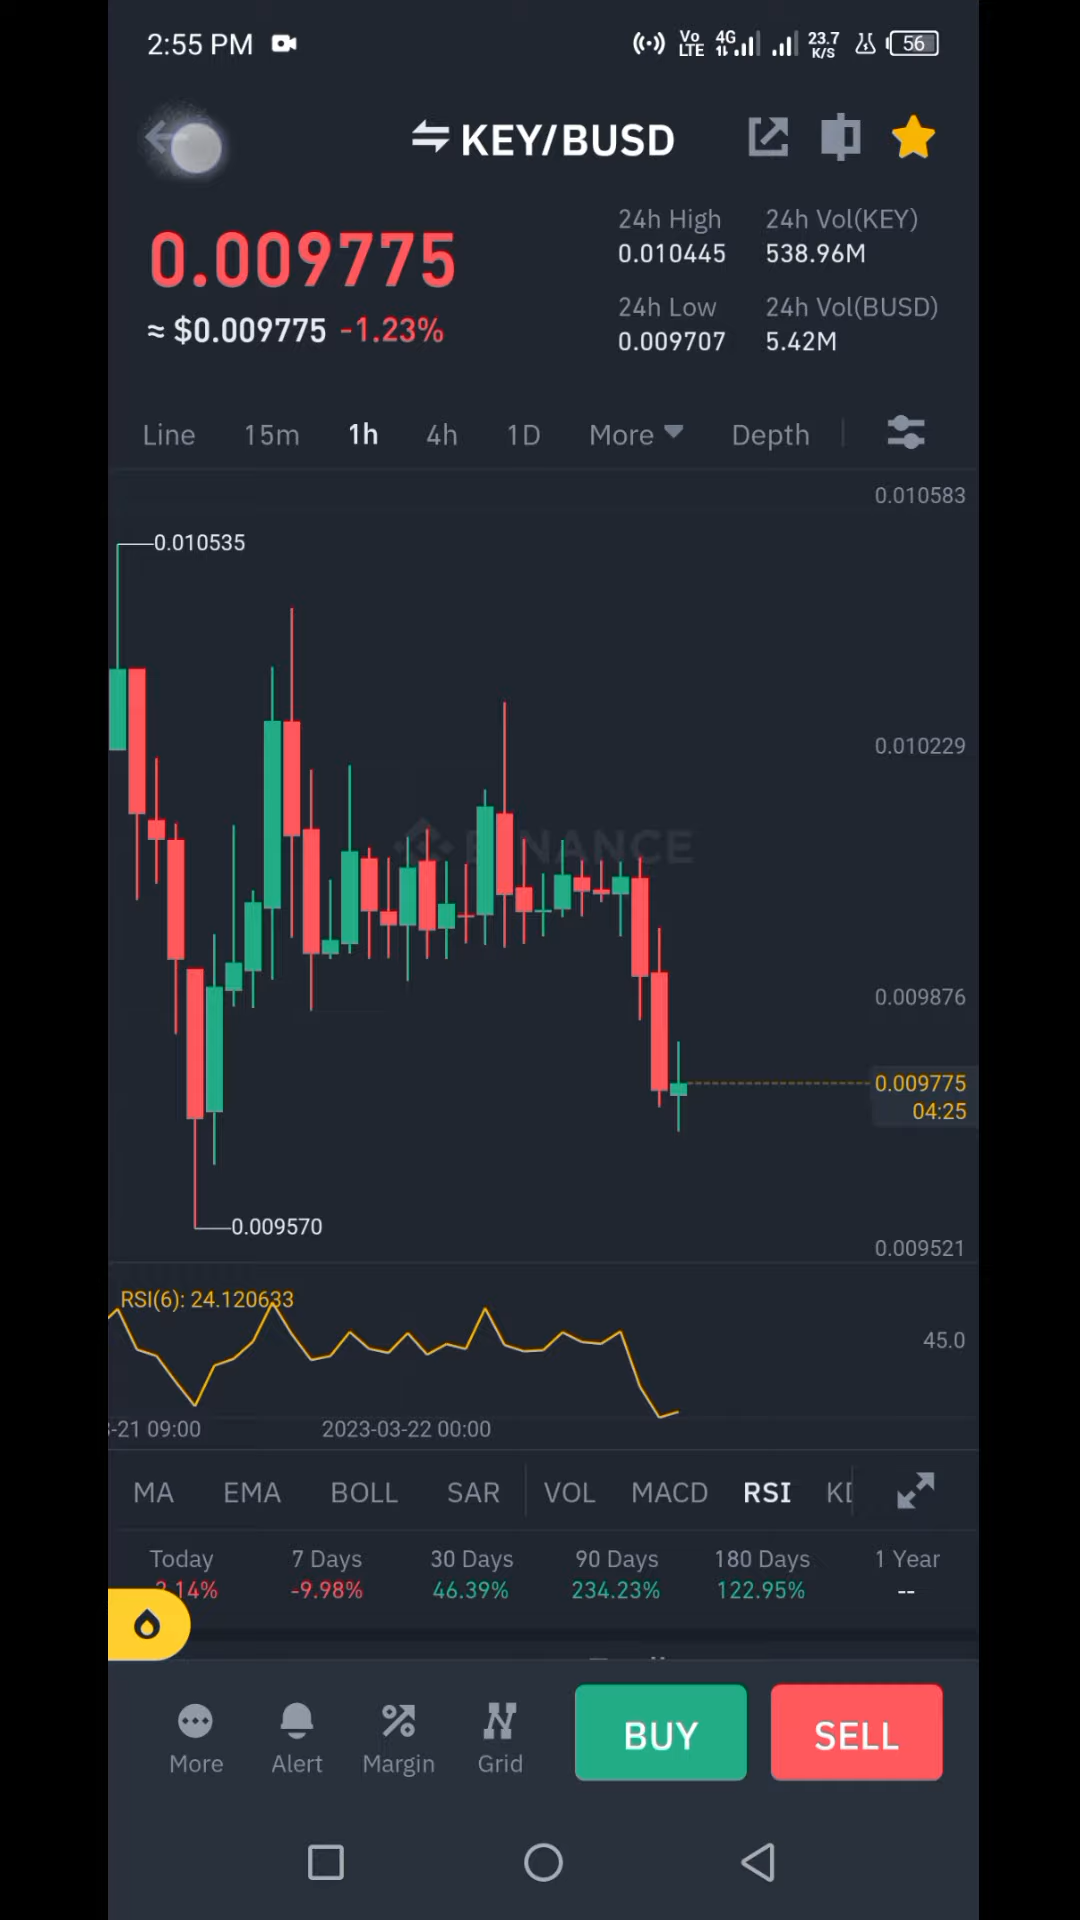 2:55 PM Vo LTE 4G 23.7 K/S 56
KEY/BUSD
0.009775
≈ $0.009775 -1.23%
24h High 24h Vol(KEY)
0.010445 538.96M
24h Low 24h Vol(BUSD)
0.009707 5.42M
Line 15m 1h 4h 1D More Depth
0.010583
0.010535
0.010229
BINANCE
0.009876
0.009775
04:25
0.009570
0.009521
RSI(6): 24.120633
45.0
-21 09:00 2023-03-22 00:00
MA EMA BOLL SAR VOL MACD RSI
Today 7 Days 30 Days 90 Days 180 Days 1 Year
.14% -9.98% 46.39% 234.23% 122.95% --
More Alert Margin Grid BUY SELL